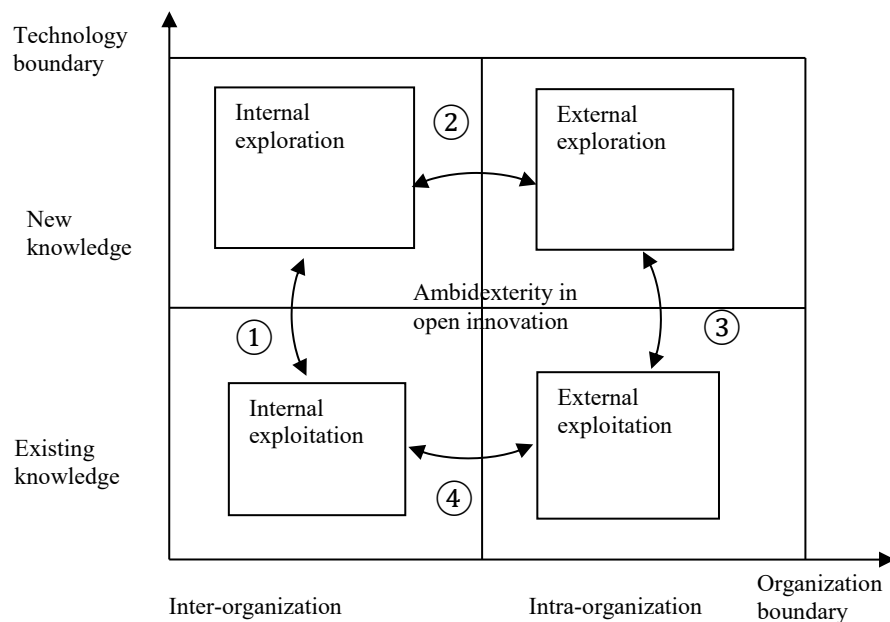 Technology
boundary
Internal
exploration
②
External
exploration
New
knowledge
Ambidexterity in
open innovation
①
③
Internal
exploitation
External
exploitation
Existing
knowledge
④
Organization
boundary
Inter-organization
Intra-organization